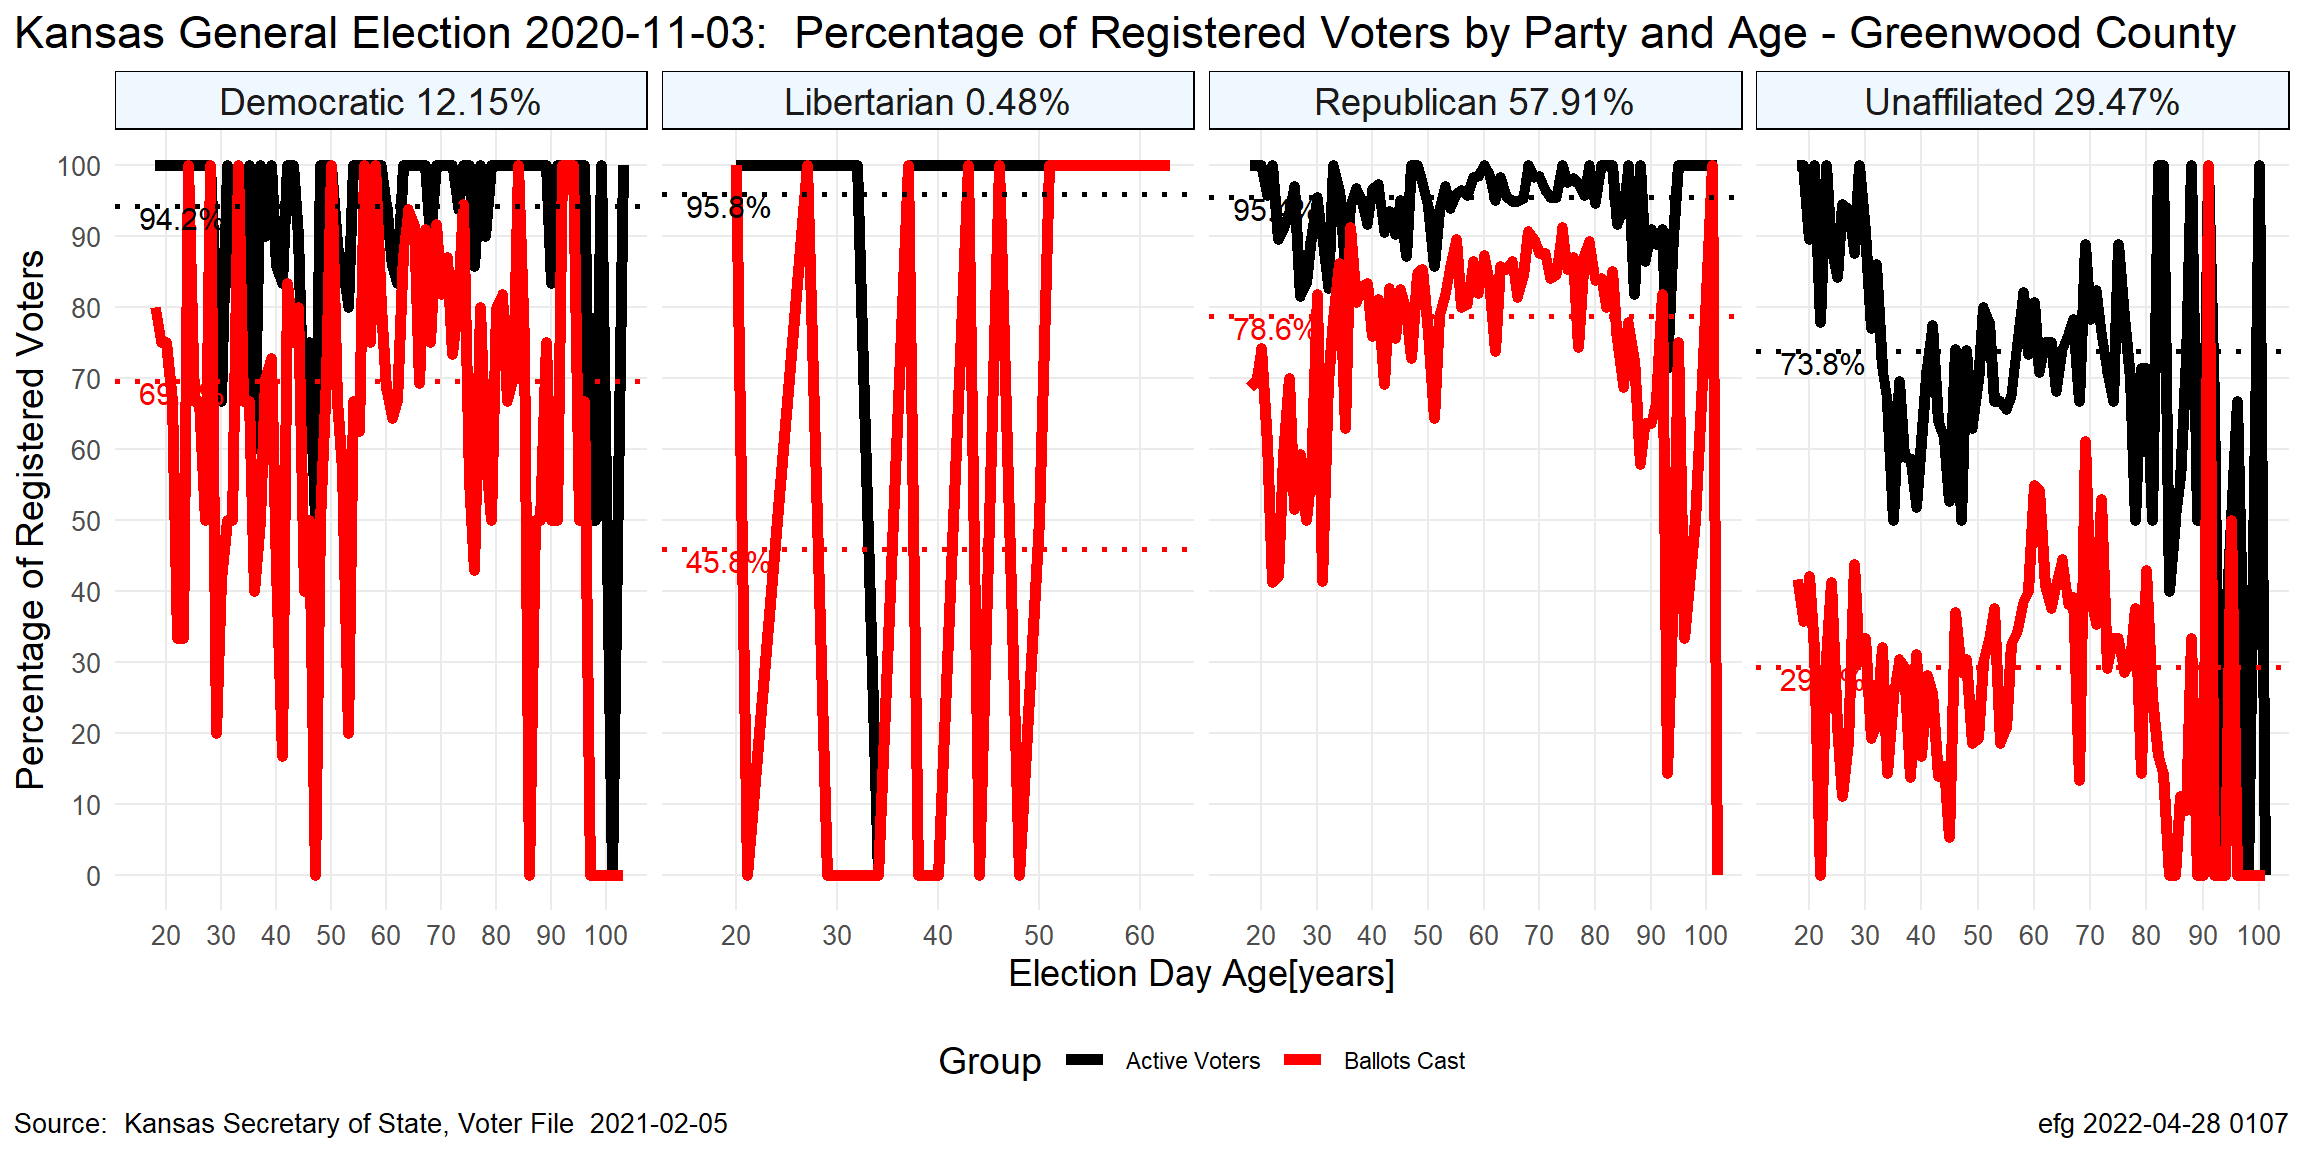 Kansas General Election 2020-11-03:  Percentage of Registered Voters by Party and Age - Greenwood County
Democratic 12.15%
Libertarian 0.48%
Republican 57.91%
Unaffiliated 29.47%
Percentage of Registered Voters
100
90
80
70
60
50
40
30
20
10
0
94.2%
95.8%
45.8%
78.6%
73.8%
20 30 40 50 60 70 80 90 100
20 30 40 50 60
20 30 40 50 60 70 80 90 100
20 30 40 50 60 70 80 90 100
Election Day Age[years]
Group Active Voters Ballots Cast
Source:  Kansas Secretary of State, Voter File  2021-02-05
efg 2022-04-28 0107